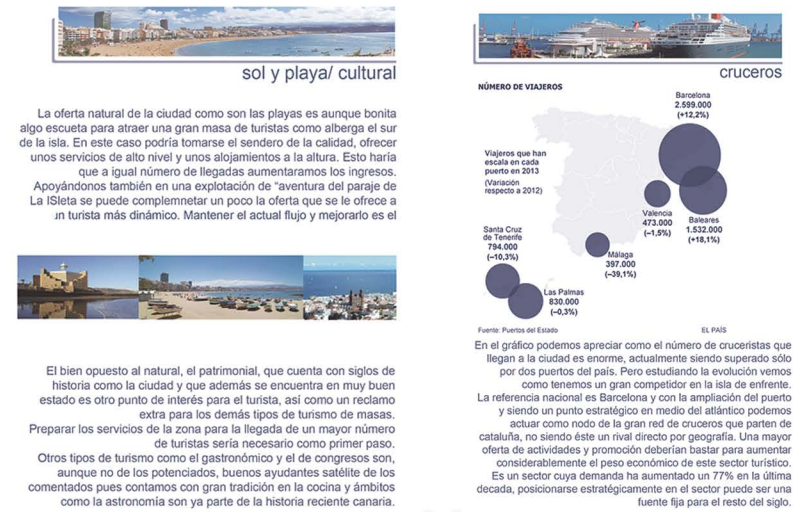 sol y playa/ cultural
La oferta natural de la ciudad como son las playas es aunque bonita
algo escueta para atraer una gran masa de turistas como alberga el sur
de la isla. En este caso podría tomarse el sendero de la calidad, ofrecer
unos servicios de alto nivel y unos alojamientos a la altura. Esto haría
que a igual número de llegadas aumentaramos los ingresos.
Apoyándonos también en una explotación de “aventura del paraje de
La ISleta se puede complemnetar un poco la oferta que se le ofrece a
un turista más dinámico. Mantener el actual flujo y mejorarlo es el
El bien opuesto al natural, el patrimonial, que cuenta con siglos de
historia como la ciudad y que además se encuentra en muy buen
estado es otro punto de interés para el turista, así como un reclamo
extra para los demás tipos de turismo de masas.
Preparar los servicios de la zona para la llegada de un mayor número
de turistas sería necesario como primer paso.
Otros tipos de turismo como el gastronómico y el de congresos son,
aunque no de los potenciados, buenos ayudantes satélite de los
comentados pues contamos con gran tradición en la cocina y ámbitos
como la astronomía son ya parte de la historia reciente canaria.
cruceros
NÚMERO DE VIAJEROS
Barcelona
2.599.000
(+12,2%)
Viajeros que han
escala en cada
puerto en 2013
(Variación
respecto a 2012)
Valencia
473.000
(–1,5%)
Baleares
1.532.000
(+18,1%)
Santa Cruz
de Tenerife
794.000
(–10,3%)
Málaga
397.000
(–39,1%)
Las Palmas
830.000
(–0,3%)
Fuente: Puertos del Estado
EL PAÍS
En el gráfico podemos apreciar como el número de cruceristas que
llegan a la ciudad es enorme, actualmente siendo superado sólo
por dos puertos del país. Pero estudiando la evolución vemos
como tenemos un gran competidor en la isla de enfrente.
La referencia nacional es Barcelona y con la ampliación del puerto
y siendo un punto estratégico en medio del atlántico podemos
actuar como nodo de la gran red de cruceros que parten de
cataluña, no siendo éste un rival directo por geografía. Una mayor
oferta de actividades y promoción deberían bastar para aumentar
considerablemente el peso económico de este sector turístico.
Es un sector cuya demanda ha aumentado un 77% en la última
decada, posicionarse estratégicamente en el sector puede ser una
fuente fija para el resto del siglo.